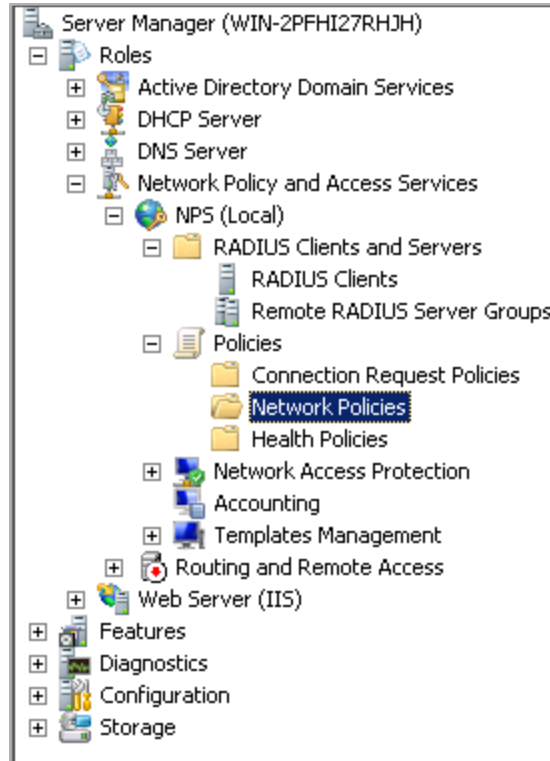 Server Manager (WIN-2PFHI27RHJH)
Roles
Active Directory Domain Services
DHCP Server
DNS Server
Network Policy and Access Services
NPS (Local)
RADIUS Clients and Servers
RADIUS Clients
Remote RADIUS Server Groups
Policies
Connection Request Policies
Network Policies
Health Policies
Network Access Protection
Accounting
Templates Management
Routing and Remote Access
Web Server (IIS)
Features
Diagnostics
Configuration
Storage